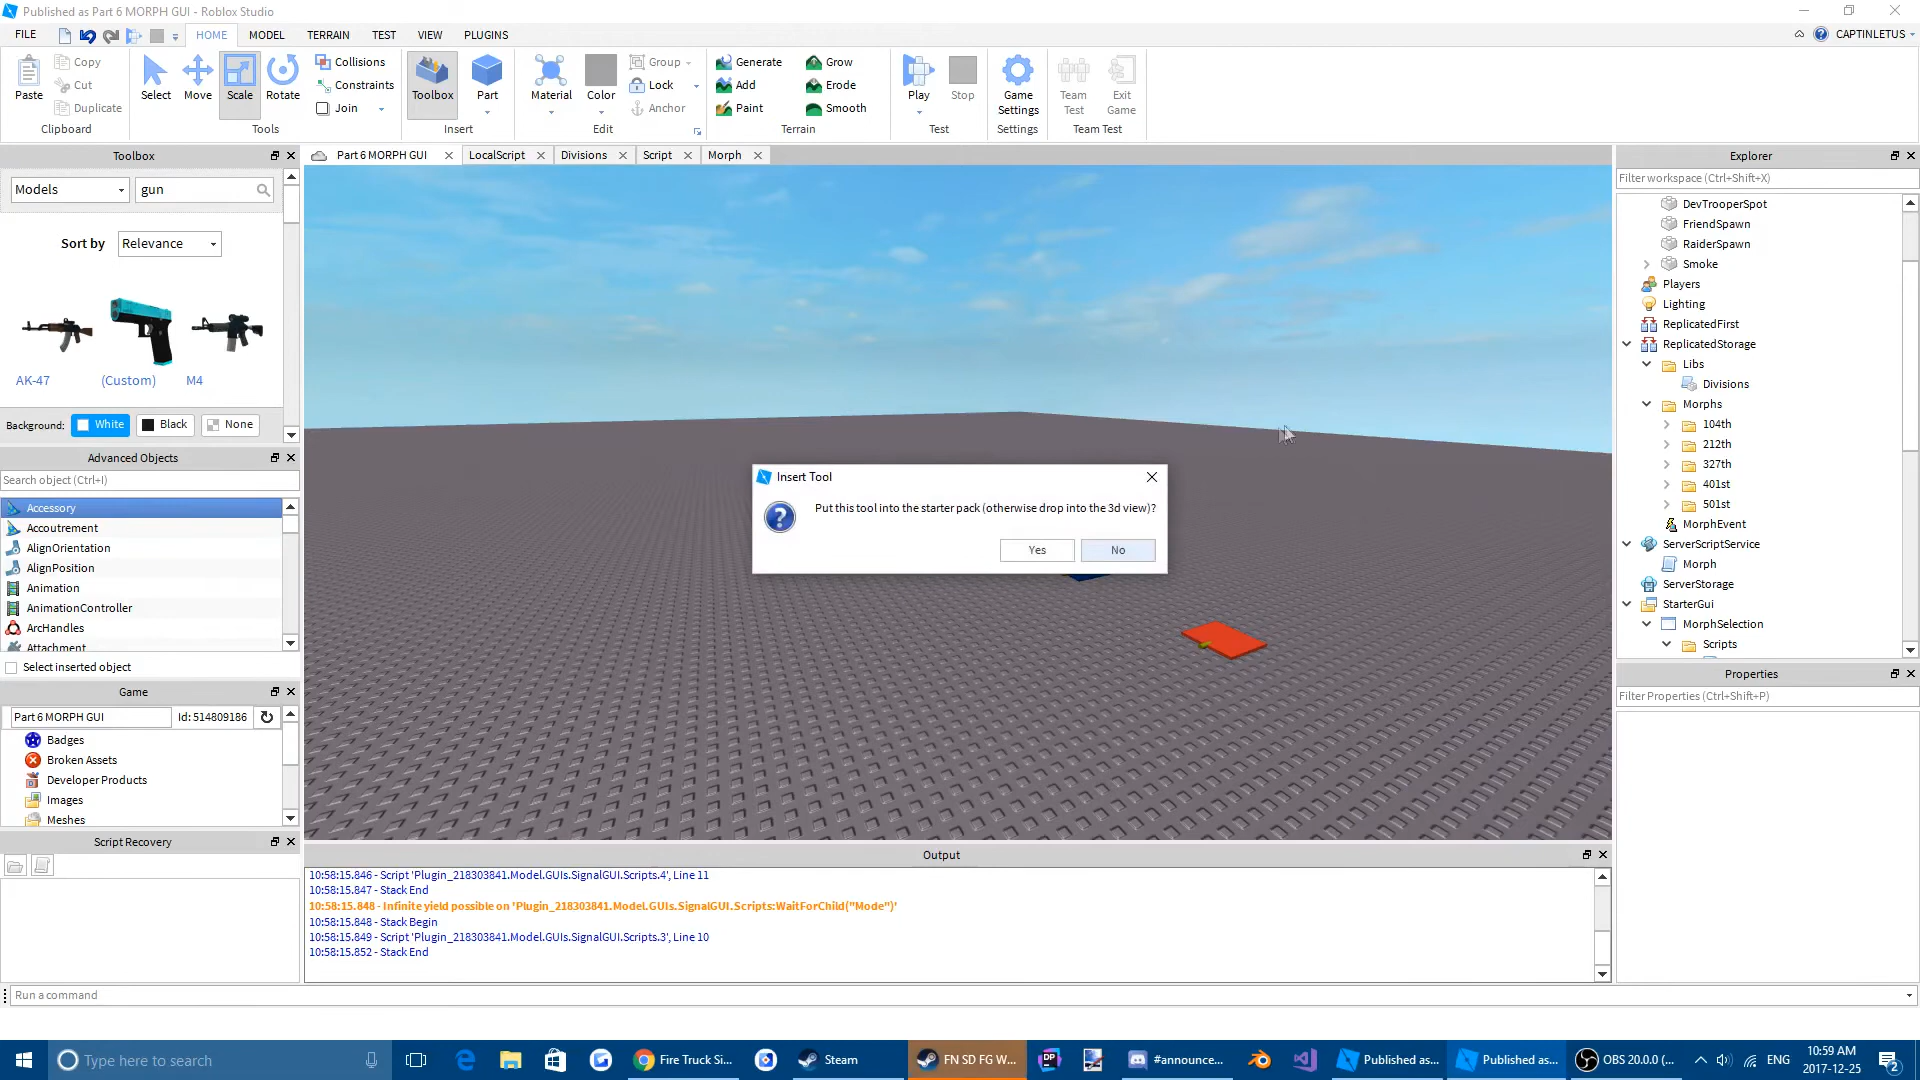 Published as Part 6 MORPH GUI - Roblox Studio
FILE
HOME
MODEL
TERRAIN
TEST
VIEW
PLUGINS
CAPTINLETUS
Paste
Copy
Cut
Duplicate
Clipboard
Select
Move
Scale
Rotate
Collisions
Constraints
Join
Tools
Toolbox
Part
Insert
Material
Color
Group
Lock
Anchor
Edit
Generate
Add
Paint
Grow
Erode
Smooth
Terrain
Play
Stop
Test
Game Settings
Settings
Team Test
Exit Game
Team Test
Toolbox
Models
gun
Sort by
Relevance
AK-47
(Custom)
M4
Background:
White
Black
None
Advanced Objects
Search object (Ctrl+I)
Accessory
Accoutrement
AlignOrientation
AlignPosition
Animation
AnimationController
ArcHandles
Attachment
Select inserted object
Game
Part 6 MORPH GUI
Id: 514809186
Badges
Broken Assets
Developer Products
Images
Meshes
Script Recovery
Part 6 MORPH GUI
LocalScript
Divisions
Script
Morph
Insert Tool
Put this tool into the starter pack (otherwise drop into the 3d view)?
Yes
No
Output
10:58:15.846 - Script 'Plugin_218303841.Model.GUIs.SignalGUI.Scripts.4', Line 11
10:58:15.847 - Stack End
10:58:15.848 - Infinite yield possible on 'Plugin_218303841.Model.GUIs.SignalGUI.Scripts:WaitForChild("Mode")'
10:58:15.848 - Stack Begin
10:58:15.849 - Script 'Plugin_218303841.Model.GUIs.SignalGUI.Scripts.3', Line 10
10:58:15.852 - Stack End
Explorer
Filter workspace (Ctrl+Shift+X)
DevTrooperSpot
FriendSpawn
RaiderSpawn
Smoke
Players
Lighting
ReplicatedFirst
ReplicatedStorage
Libs
Divisions
Morphs
104th
212th
327th
401st
501st
MorphEvent
ServerScriptService
Morph
ServerStorage
StarterGui
MorphSelection
Scripts
Properties
Filter Properties (Ctrl+Shift+P)
Run a command
Type here to search
Fire Truck Si...
Steam
FN SD FG W...
DP
#announce...
Published as...
Published as...
OBS 20.0.0 (...
ENG
10:59 AM
2017-12-25
2